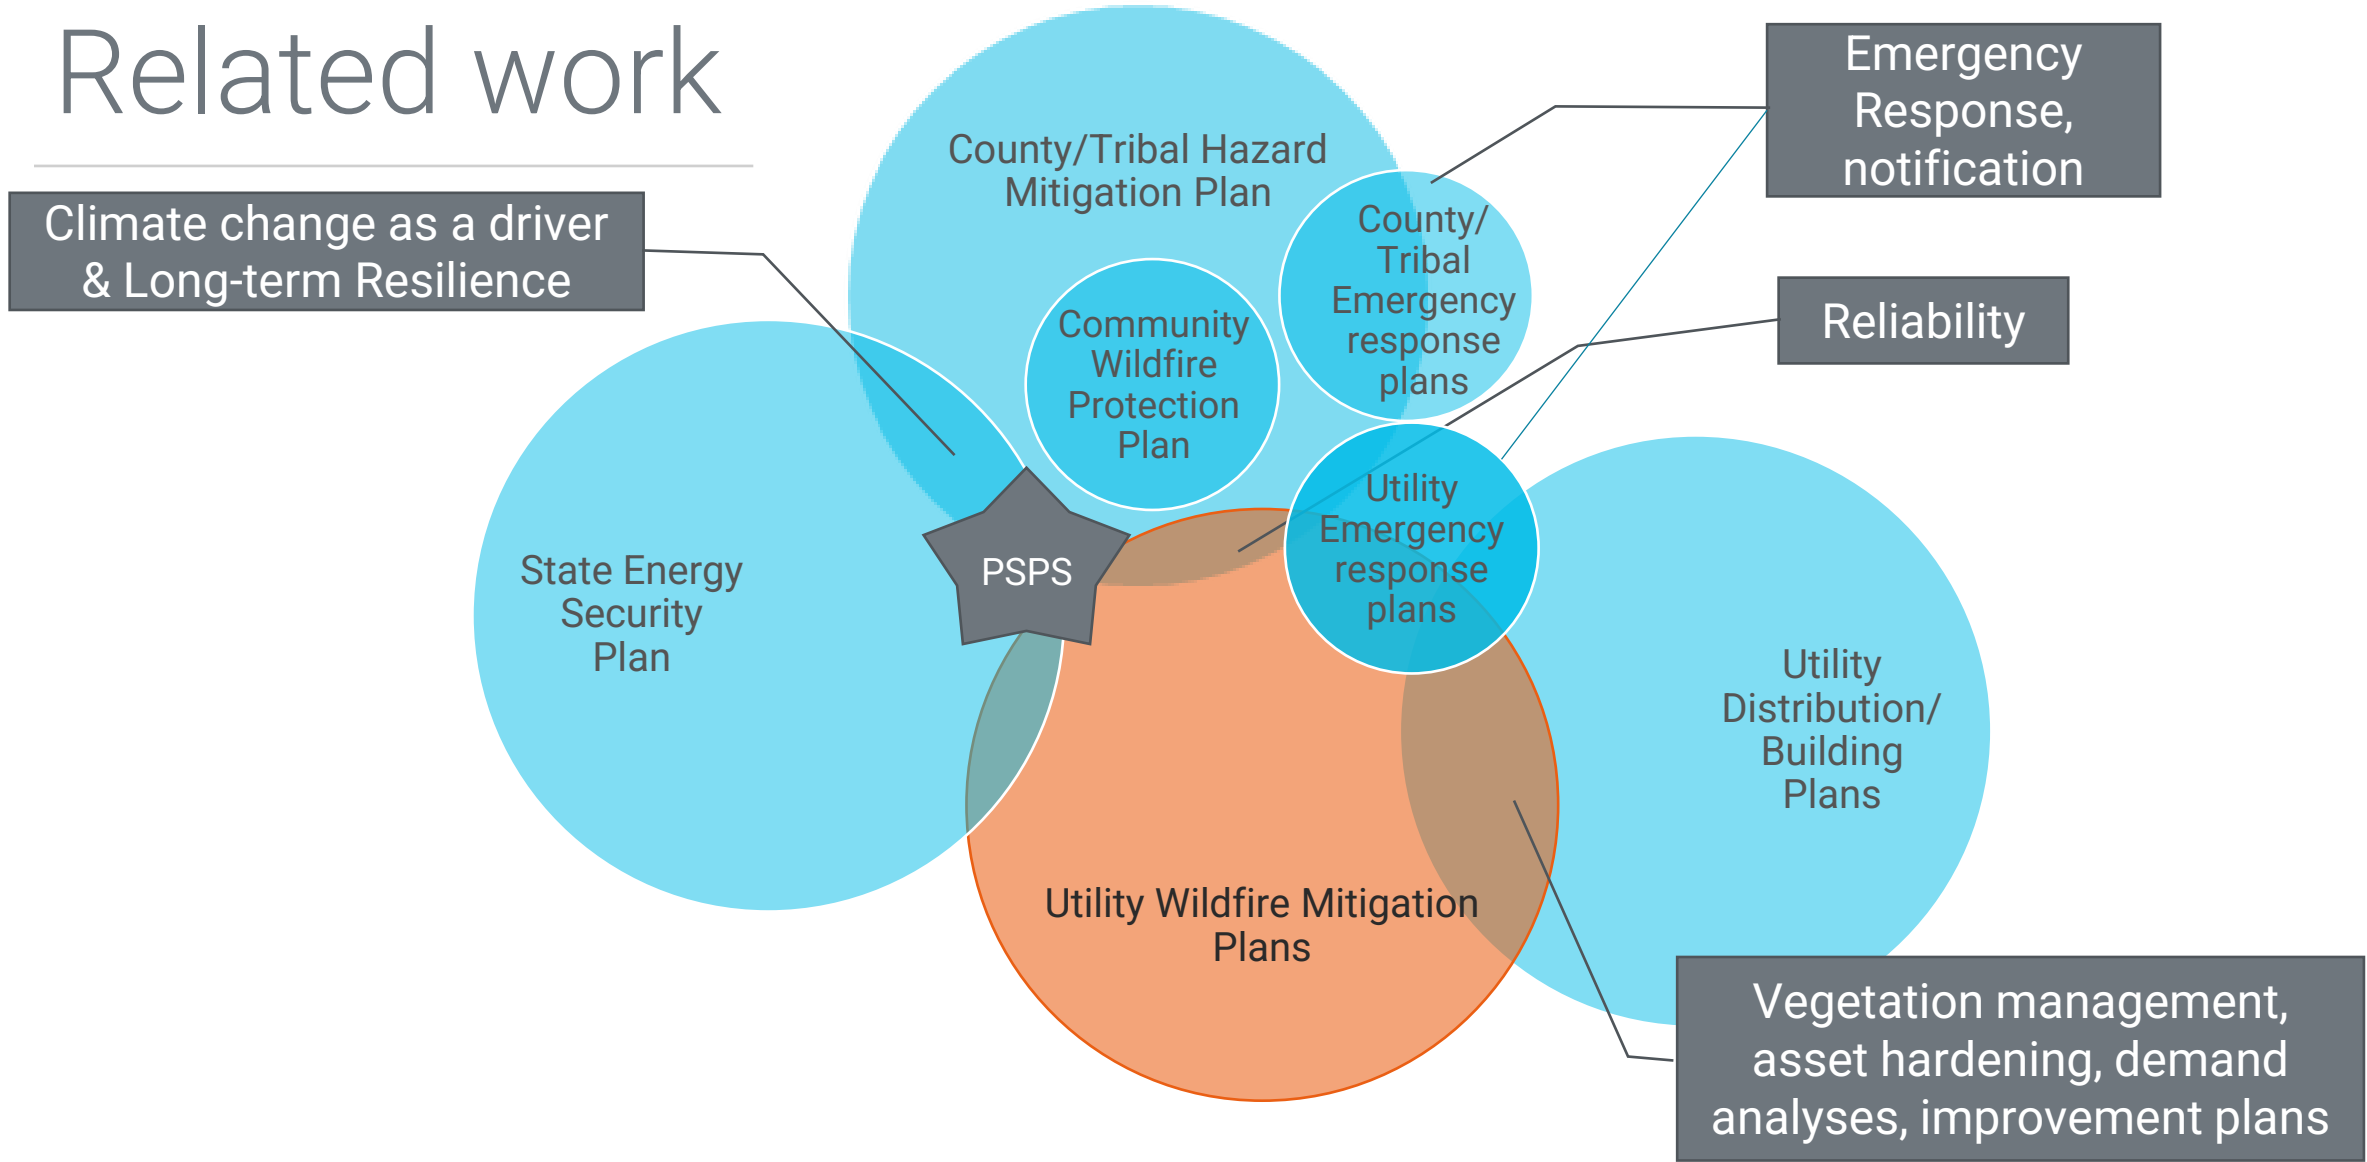 Related work
County/Tribal Hazard
Mitigation Plan
Emergency
Response,
notification
Climate change as a driver
& Long-term Resilience
County/
Tribal
Emergency
response
plans
Community
Wildfire
Protection
Plan
Reliability
Utility
Emergency
response
plans
PSPS
State Energy
Security
Plan
Utility
Distribution/
Building
Plans
Utility Wildfire Mitigation
Plans
Vegetation management,
asset hardening, demand
analyses, improvement plans